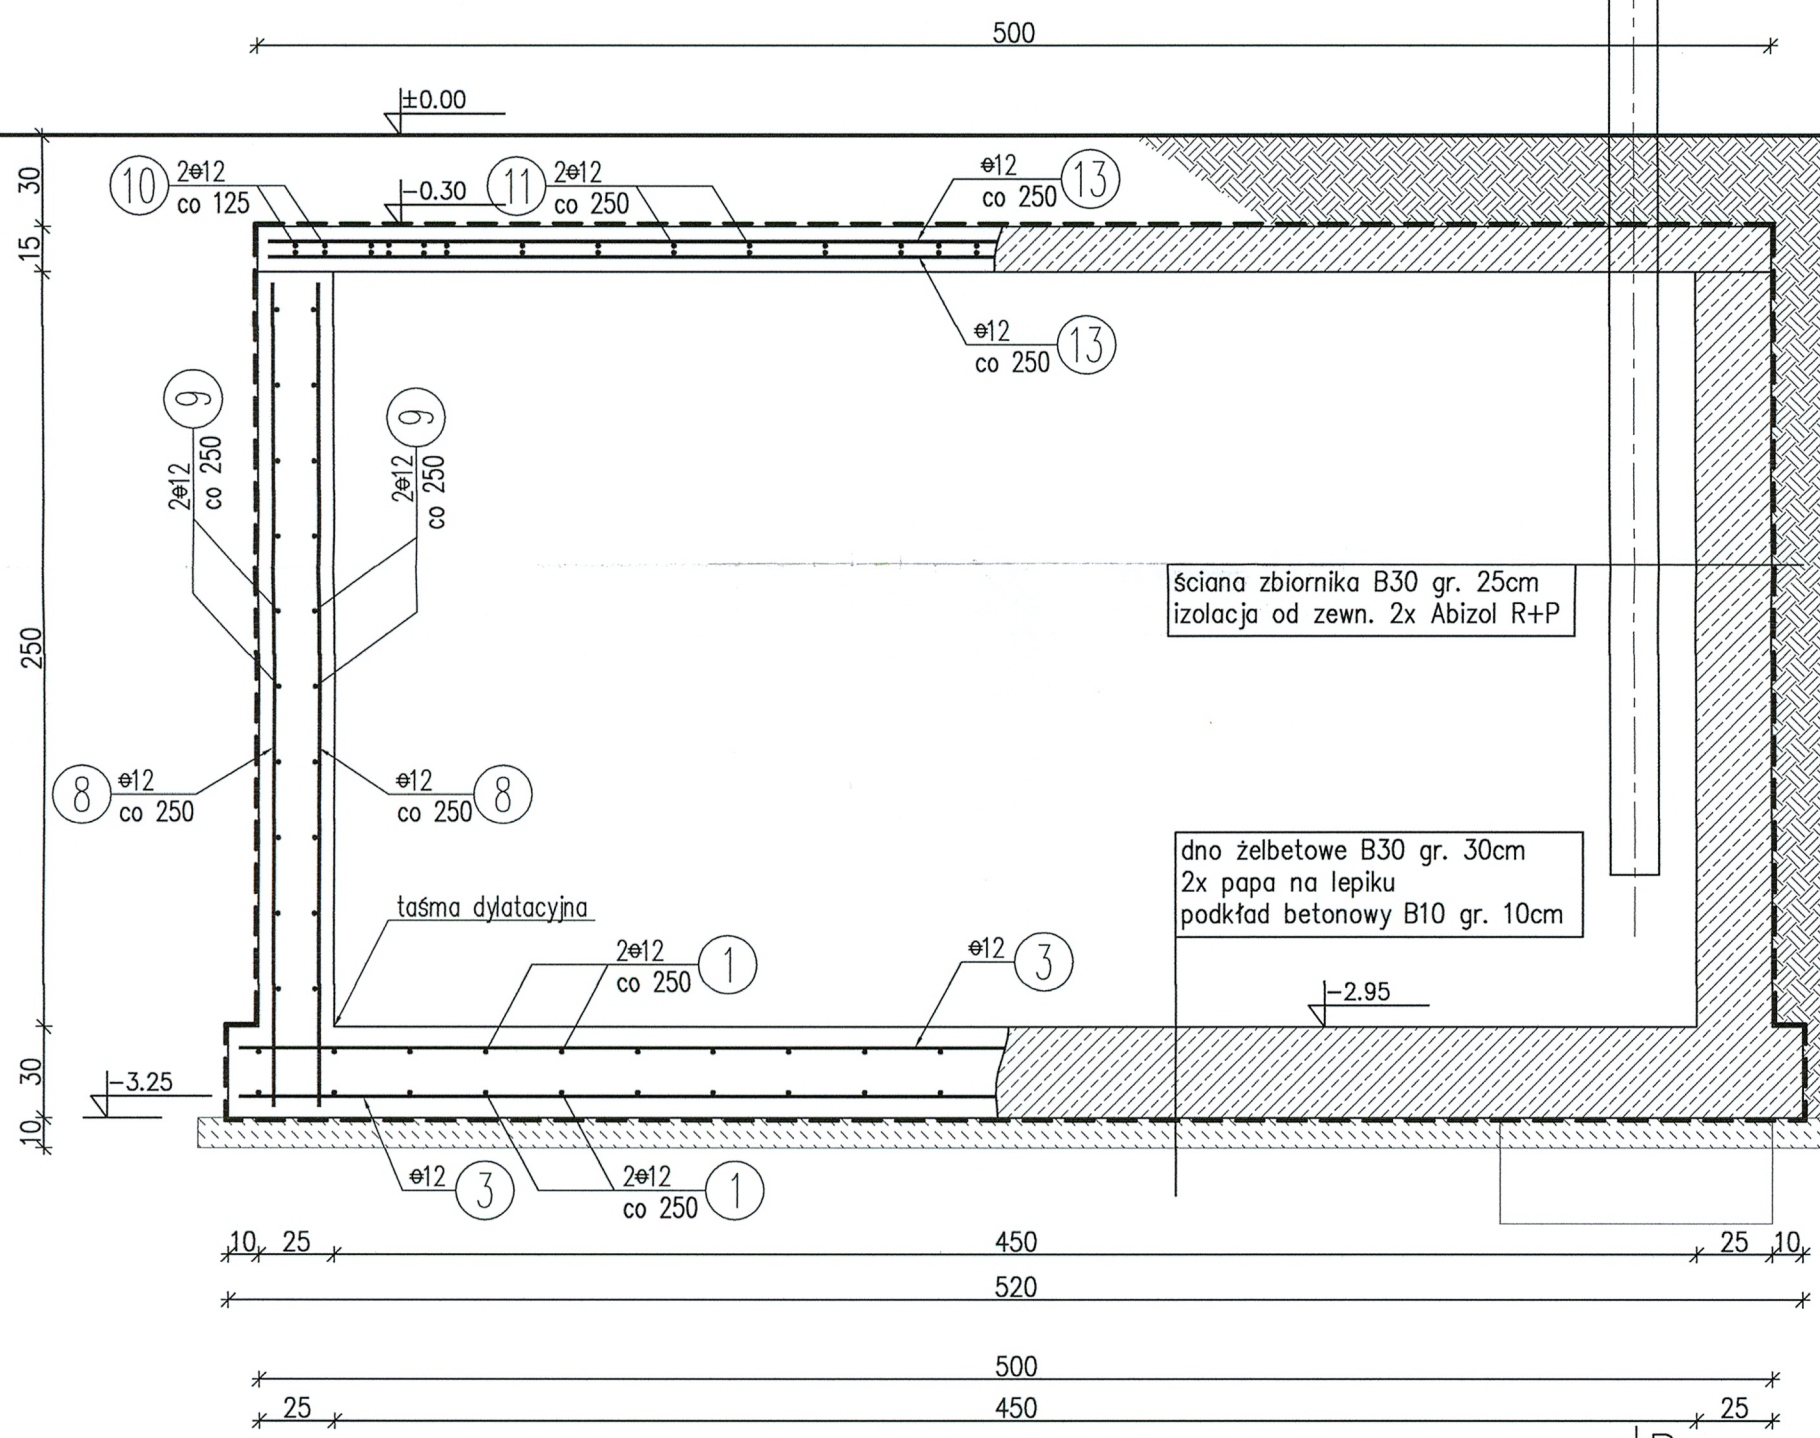 500
±0.00
30
10
2⌀12
co 125
-0.30
11
2⌀12
co 250
⌀12
co 250
13
15
⌀12
co 250
13
9
2⌀12
co 250
9
2⌀12
co 250
ściana zbiornika B30 gr. 25cm
izolacja od zewn. 2x Abizol R+P
250
8
⌀12
co 250
⌀12
co 250
8
dno żelbetowe B30 gr. 30cm
2x papa na lepiku
podkład betonowy B10 gr. 10cm
taśma dylatacyjna
2⌀12
co 250
1
⌀12
3
-2.95
30
-3.25
10
⌀12
3
2⌀12
co 250
1
10
25
450
25
10
520
500
25
450
25